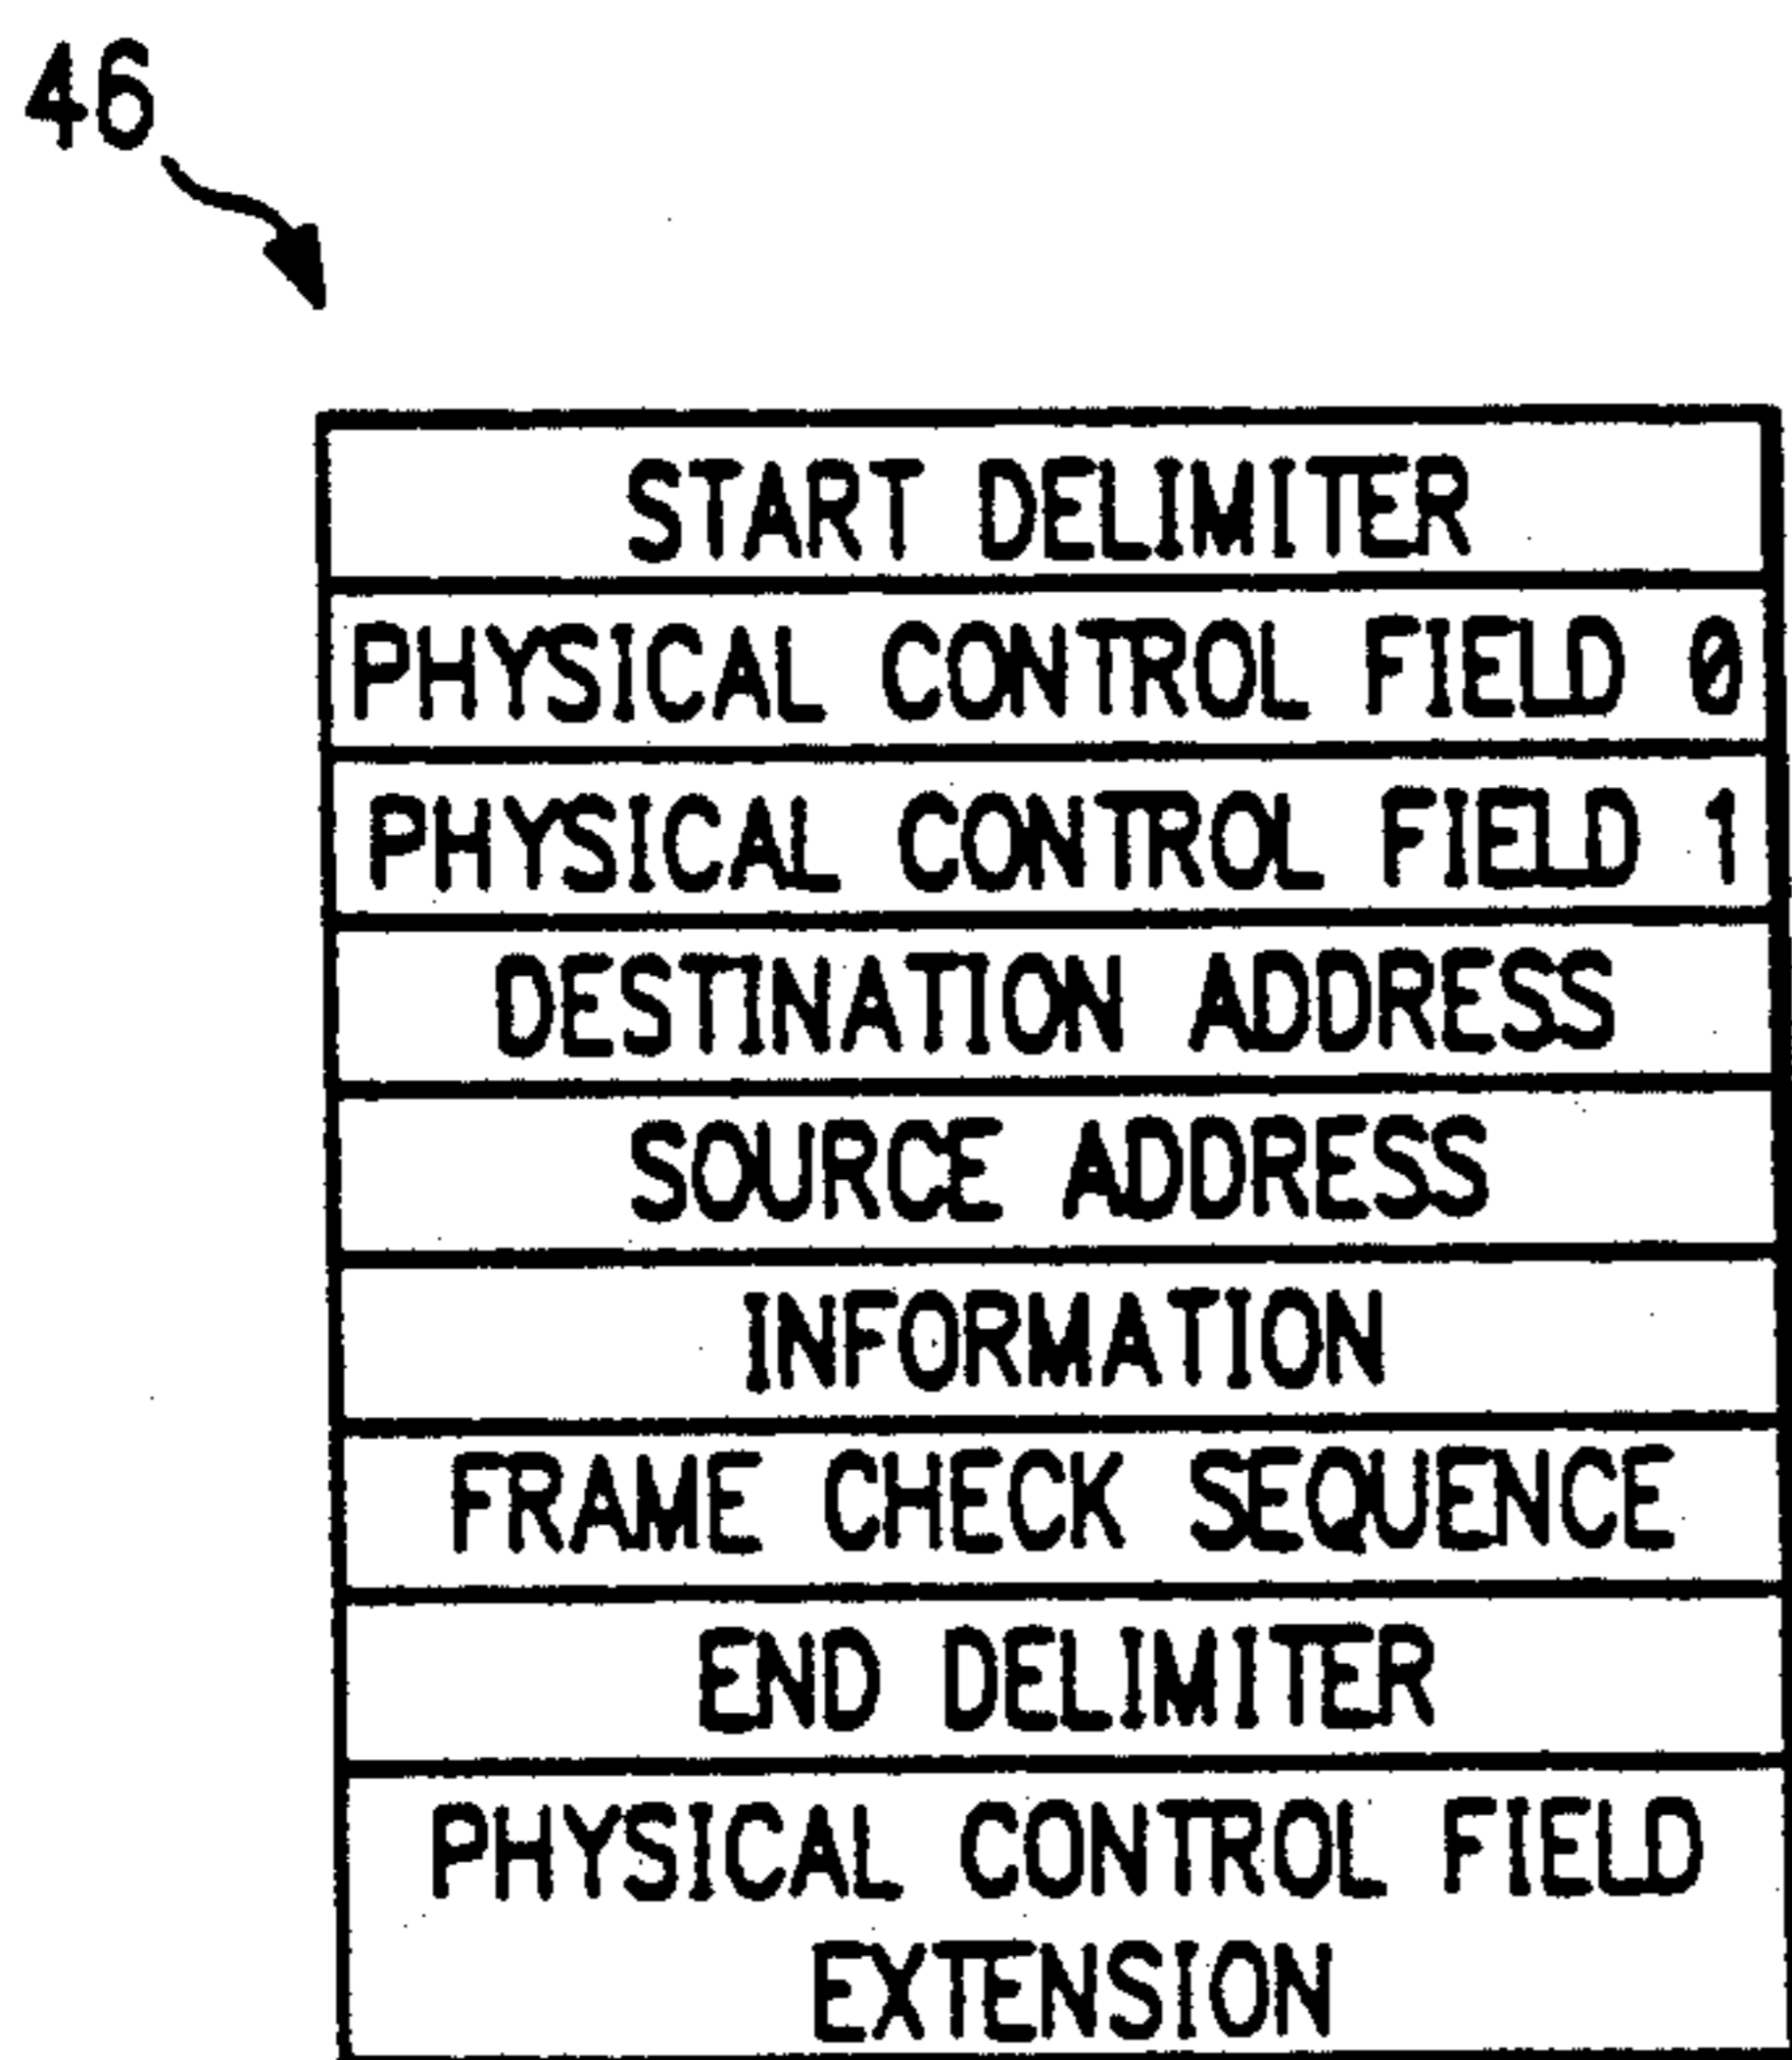 46
START DELIMITER
PHYSICAL CONTROL FIELD 0
PHYSICAL CONTROL FIELD 1
DESTINATION ADDRESS
SOURCE ADDRESS
INFORMATION
FRAME CHECK SEQUENCE
END DELIMITER
PHYSICAL CONTROL FIELD
EXTENSION